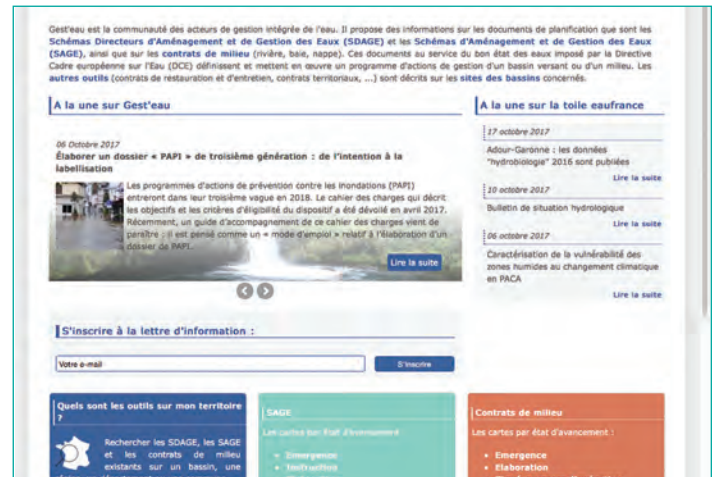 Gest'eau est la communauté des acteurs de gestion intégrée de l'eau. Il propose des informations sur les documents de planification que sont les
Schémas Directeurs d'Aménagement et de Gestion des Eaux (SDAGE) et les Schémas d'Aménagement et de Gestion des Eaux
(SAGE), ainsi que sur les contrats de milieu (rivière, baie, nappe). Ces documents au service du bon état des eaux imposé par la Directive
Cadre européenne sur l'Eau (DCE) définissent et mettent en œuvre un programme d'actions de gestion d'un bassin versant ou d'un milieu. Les
autres outils (contrats de restauration et d'entretien, contrats territoriaux, ...) sont décrits sur les sites des bassins concernés.
A la une sur Gest'eau
06 Octobre 2017
Élaborer un dossier « PAPI » de troisième génération : de l'intention à la
labellisation
Les programmes d'actions de prévention contre les inondations (PAPI)
entreront dans leur troisième vague en 2018. Le cahier des charges qui décrit
les objectifs et les critères d'éligibilité du dispositif a été dévoilé en avril 2017.
Récemment, un guide d'accompagnement de ce cahier des charges vient de
paraître : il est pensé comme un « mode d'emploi » relatif à l'élaboration d'un
dossier de PAPI.
Lire la suite
A la une sur la toile eaufrance
17 octobre 2017
Adour-Garonne : les données
"hydrobiologie" 2016 sont publiées
Lire la suite
10 octobre 2017
Bulletin de situation hydrologique
Lire la suite
06 octobre 2017
Caractérisation de la vulnérabilité des
zones humides au changement climatique
en PACA
Lire la suite
S'inscrire à la lettre d'information :
Votre e-mail
S'inscrire
Quels sont les outils sur mon territoire
?
Rechercher les SDAGE, les SAGE
et les contrats de milieu
existants sur un bassin, une
SAGE
Les cartes par État d'avancement
• Emergence
• Instruction
Contrats de milieu
Les cartes par état d'avancement :
• Emergence
• Elaboration